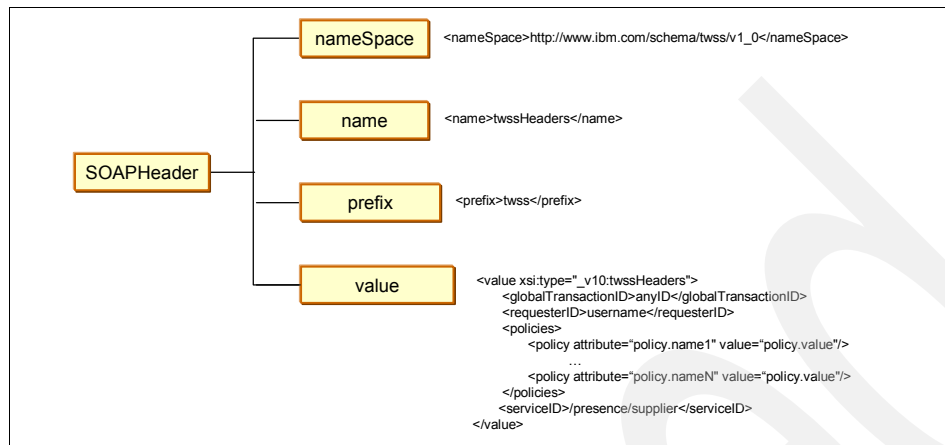 nameSpace <nameSpace>http://www.ibm.com/schema/twss/v1_0</nameSpace>
name <name>twssHeaders</name>
SOAPHeader
prefix <prefix>twss</prefix>
value <value xsi:type="_v10:twssHeaders">
<globalTransactionID>anyID</globalTransactionID>
<requesterID>username</requesterID>
<policies>
<policy attribute=“policy.name1" value=“policy.value"/>
…
<policy attribute=“policy.nameN" value=“policy.value"/>
</policies>
<serviceID>/presence/supplier</serviceID>
</value>